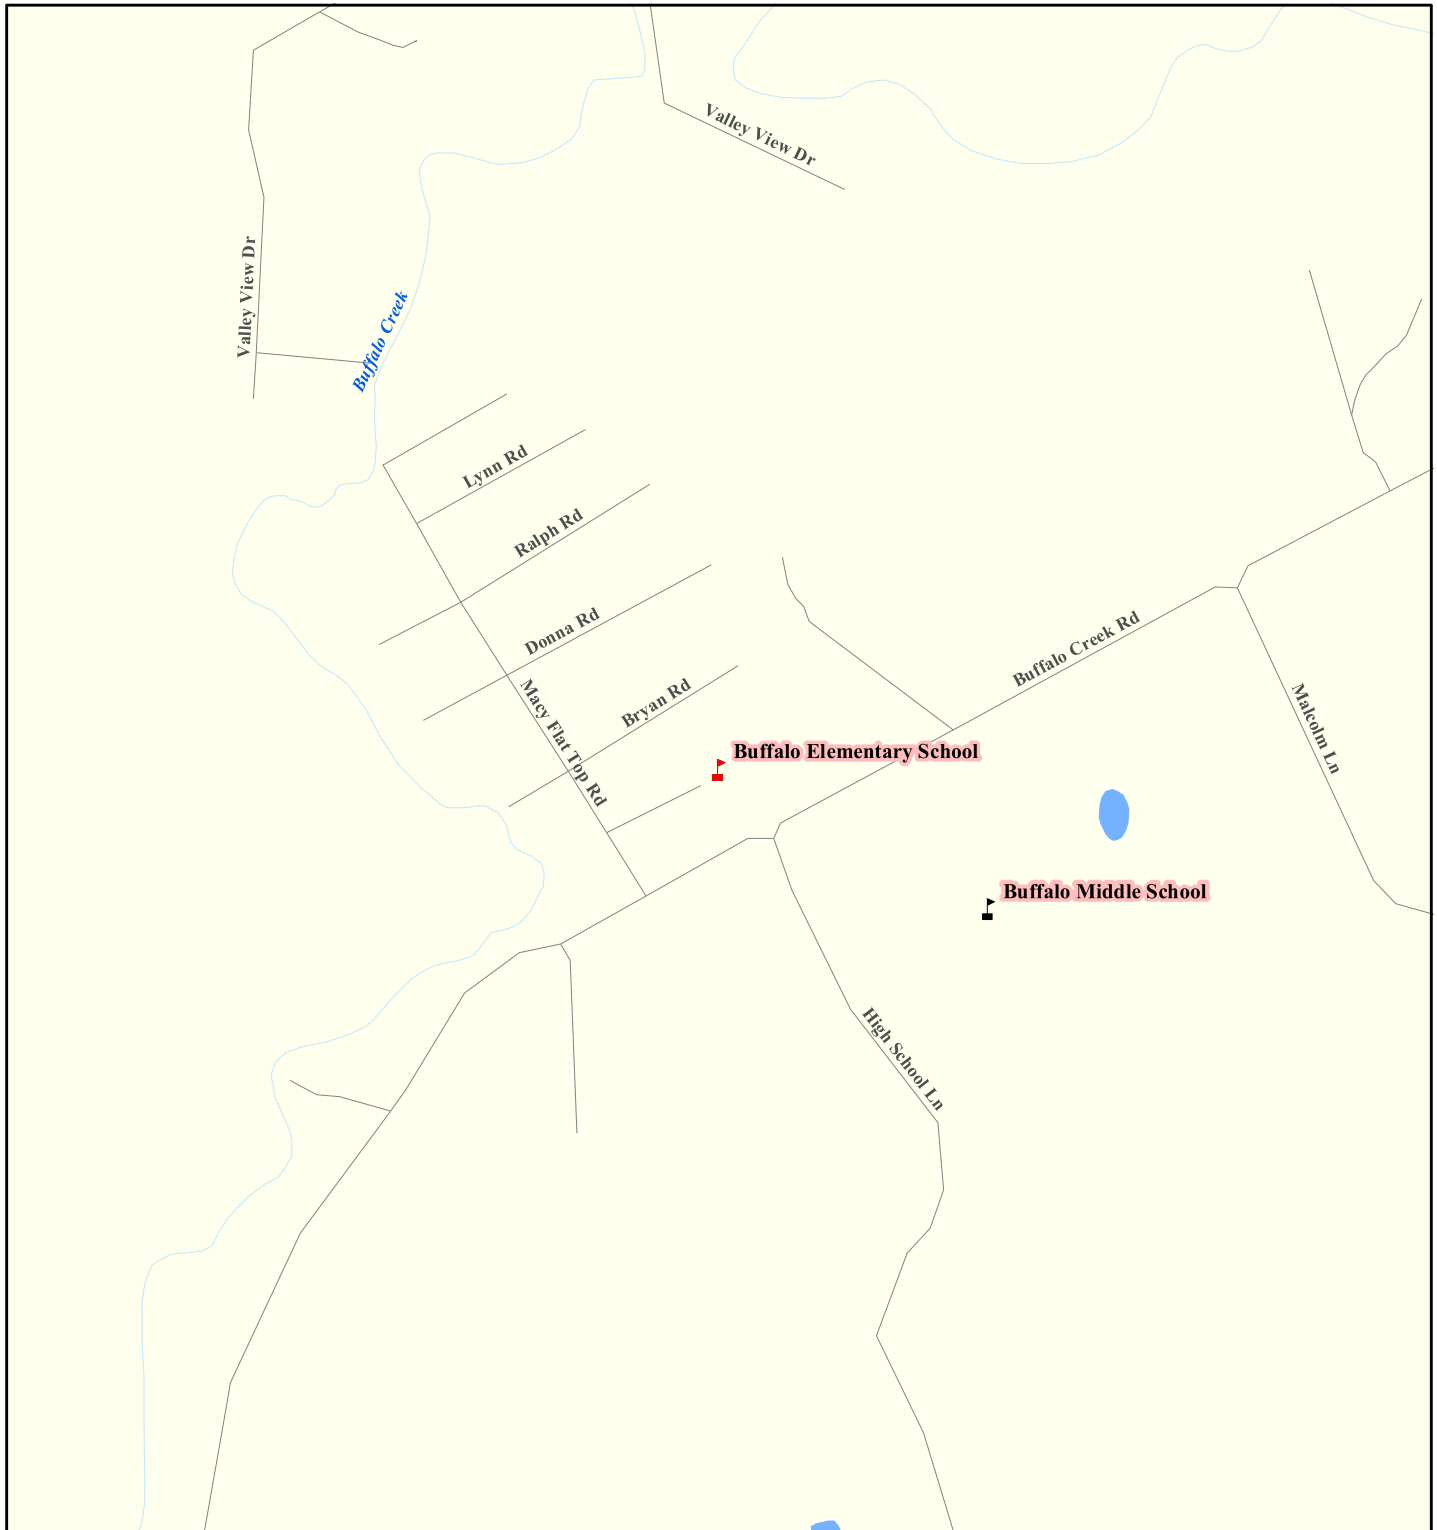 Valley View Dr
Valley View Dr
Buffalo Creek
Lynn Rd
Ralph Rd
Donna Rd
Buffalo Creek Rd
Bryan Rd
Macy Flat Top Rd
Malcolm Ln
Buffalo Elementary School
Buffalo Middle School
High School Ln